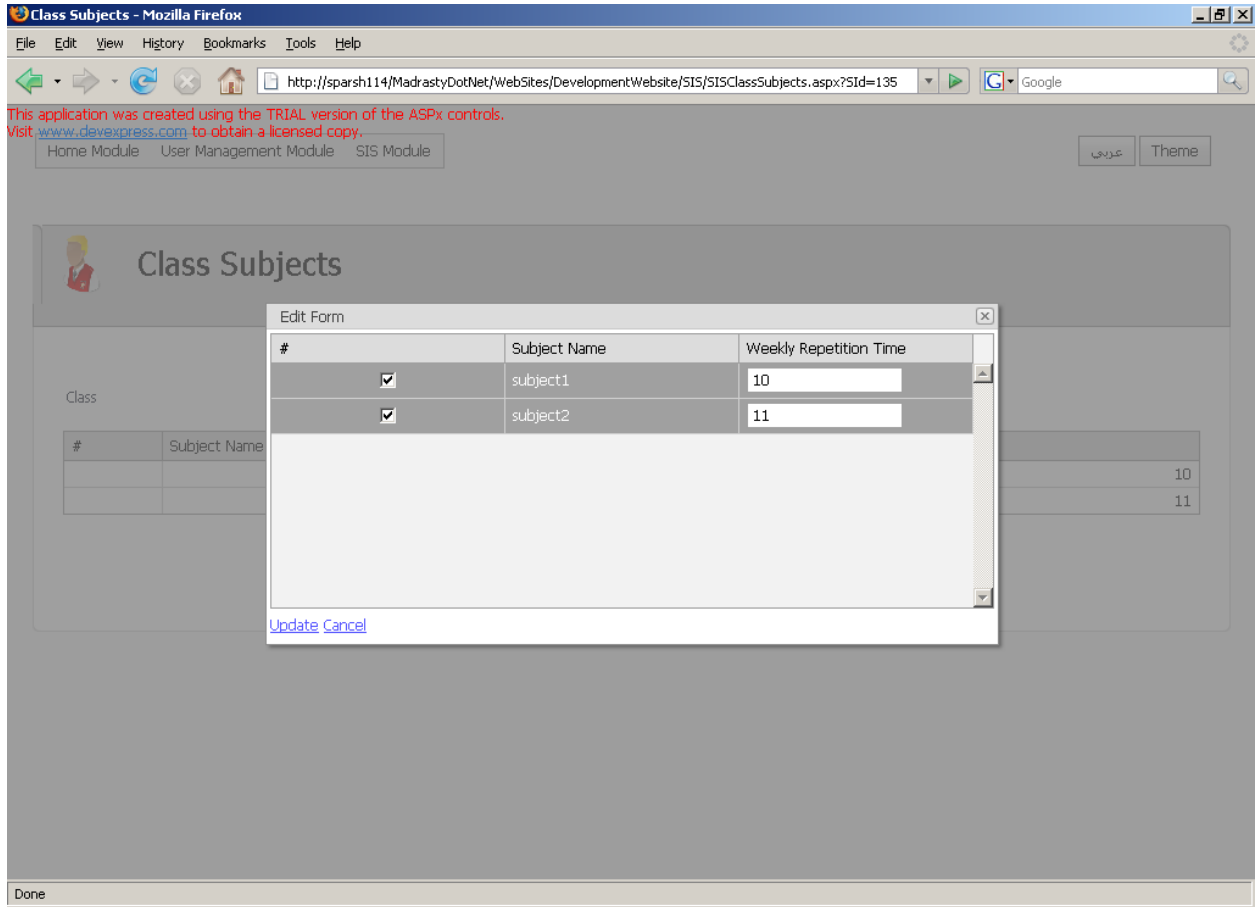 Class Subjects - Mozilla Firefox
File Edit View History Bookmarks Tools Help
http://sparsh114/MadrastyDotNet/WebSites/DevelopmentWebsite/SIS/SISClassSubjects.aspx?SId=135
G Google
This application was created using the TRIAL version of the ASPx controls.
Visit www.devexpress.com to obtain a licensed copy.
Home Module User Management Module SIS Module عربي Theme
Class Subjects
Edit Form
# Subject Name Weekly Repetition Time
subject1 10
subject2 11
Update Cancel
Class
# Subject Name
10
11
Done